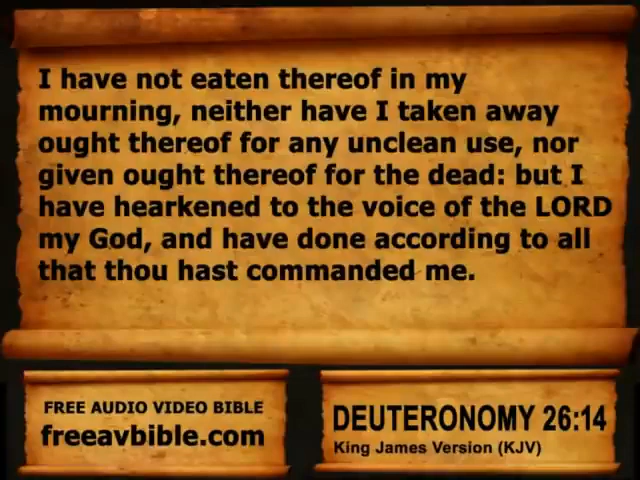 I have not eaten thereof in my
mourning, neither have I taken away
ought thereof for any unclean use, nor
given ought thereof for the dead: but I
have hearkened to the voice of the LORD
my God, and have done according to all
that thou hast commanded me.
FREE AUDIO VIDEO BIBLE
freeavbible.com
DEUTERONOMY 26:14
King James Version (KJV)